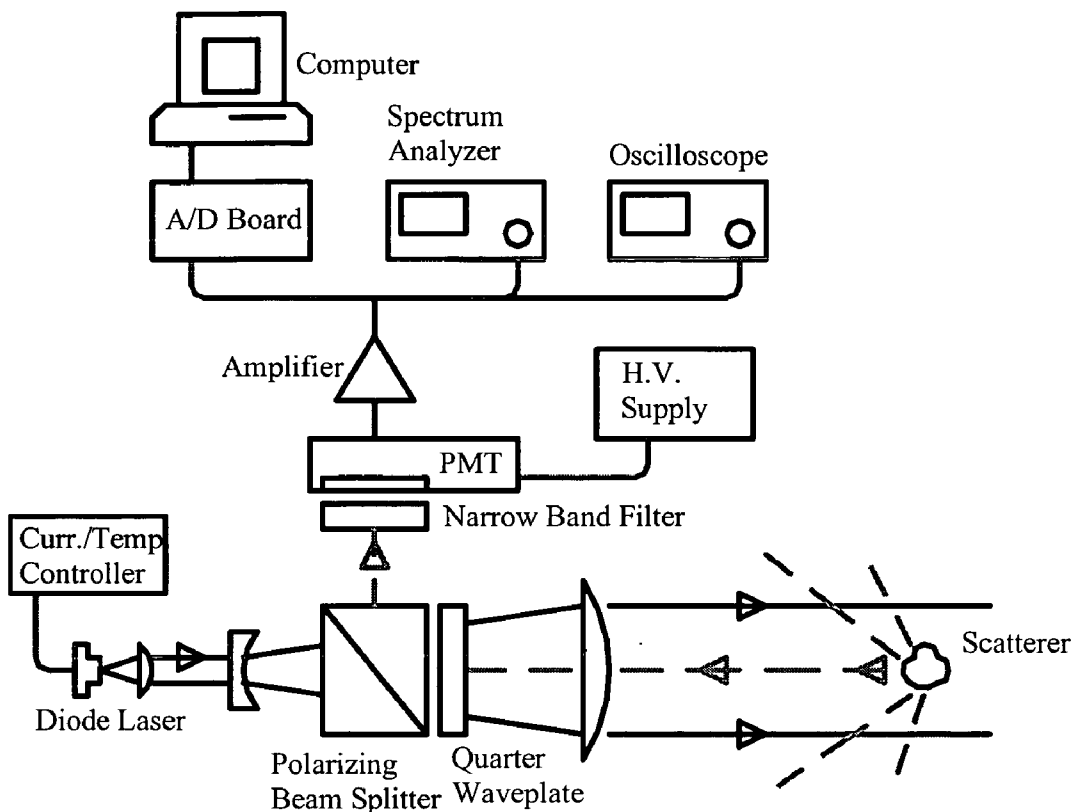 Computer
Spectrum
Analyzer
Oscilloscope
A/D Board
Amplifier
H.V.
Supply
PMT
Narrow Band Filter
Curr./Temp
Controller
Scatterer
Diode Laser
Polarizing
Beam Splitter
Quarter
Waveplate